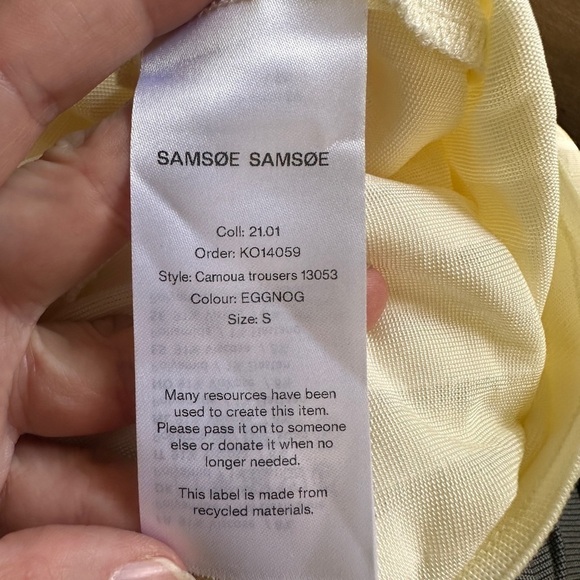 SAMSØE SAMSØE
Coll: 21.01
Order: KO14059
Style: Camoua trousers 13053
Colour: EGGNOG
Size: S
Many resources have been
used to create this item.
Please pass it on to someone
else or donate it when no
longer needed.
This label is made from
recycled materials.